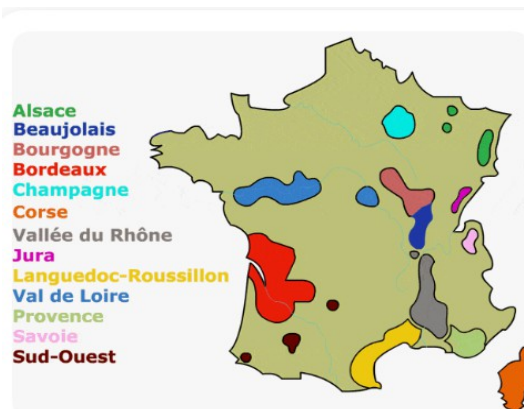 Alsace
Beaujolais
Bourgogne
Bordeaux
Champagne
Corse
Vallée du Rhône
Jura
Languedoc-Roussillon
Val de Loire
Provence
Savoie
Sud-Ouest